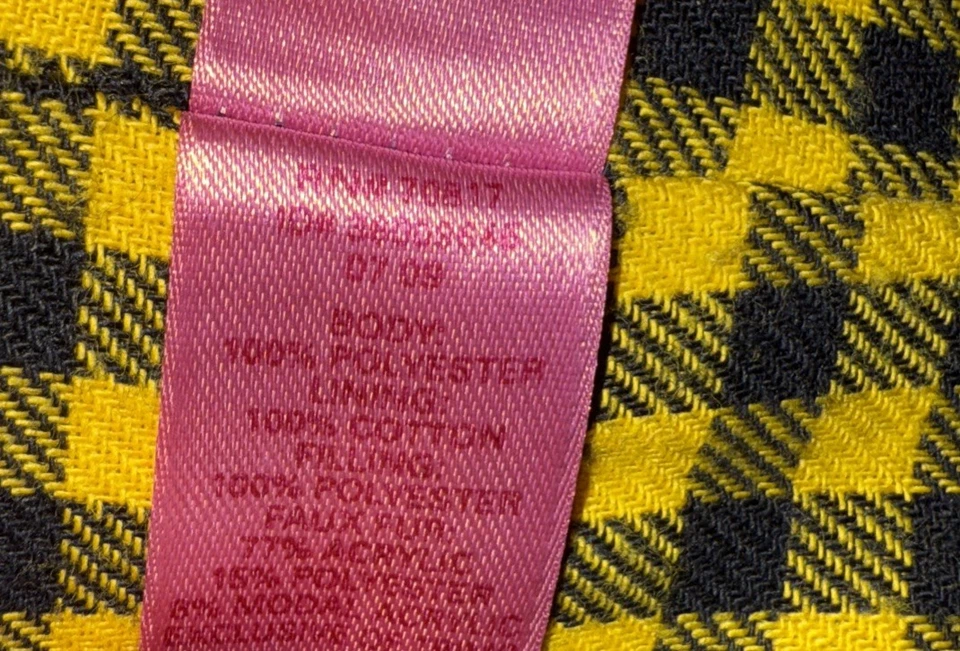 RN# 70817
ID#
07 09
BODY:
100% POLYESTER
LINING:
100% COTTON
FILLING:
100% POLYESTER
FAUX FUR:
77% ACRYLIC
15% POLYESTER